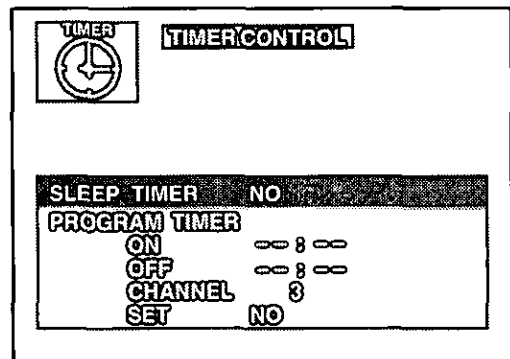 TIMER
TIMER CONTROL
SLEEP TIMER NO
PROGRAM TIMER
ON -- : --
OFF -- : --
CHANNEL 3
SET NO